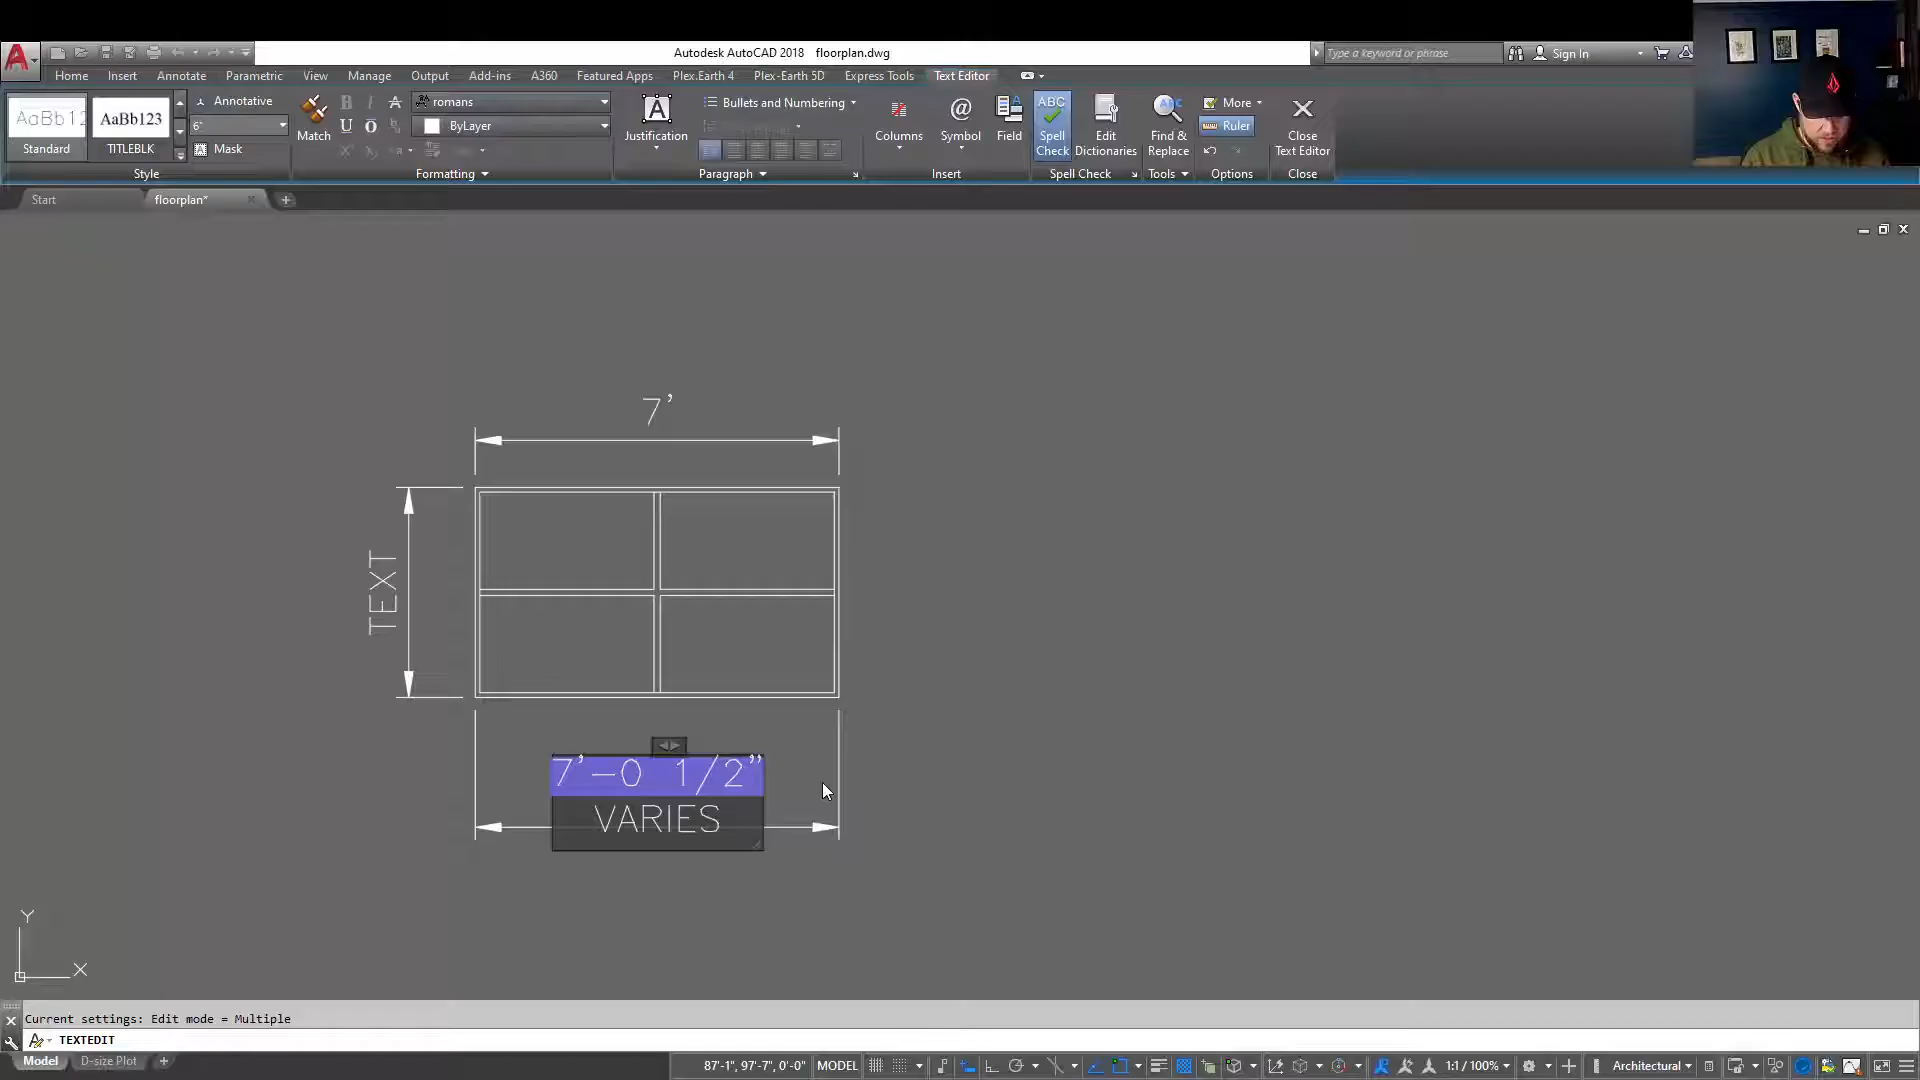 Autodesk AutoCAD 2018 floorplan.dwg
Type a keyword or phrase
Sign In
Home Insert Annotate Parametric View Manage Output Add-ins A360 Featured Apps Plex.Earth 4 Plex-Earth 5D Express Tools Text Editor
AaBb12 AaBb123
Standard TITLEBLK
Annotative
6"
Mask
Style
Match
romans
ByLayer
Formatting
Justification
Bullets and Numbering
Paragraph
Columns
Symbol
Field
Insert
ABC
Spell
Check
Edit
Dictionaries
Spell Check
ABC
Find &
Replace
Tools
More
Ruler
Options
Close
Text Editor
Close
Start floorplan*
7'
TEXT
7'-0 1/2"
VARIES
Y
X
Current settings: Edit mode = Multiple
TEXTEDIT
Model D-size Plot
87'-1", 97'-7", 0'-0" MODEL 1:1 / 100% Architectural